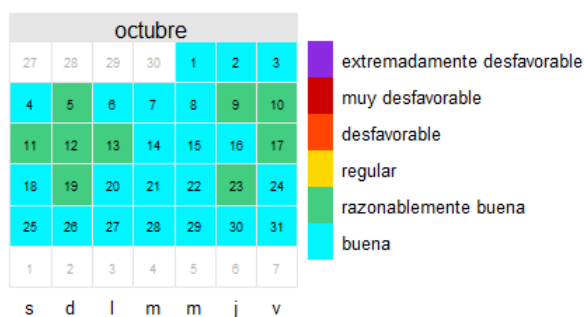 octubre
27 28 29 30 1 2 3
4 5 6 7 8 9 10
11 12 13 14 15 16 17
18 19 20 21 22 23 24
25 26 27 28 29 30 31
1 2 3 4 5 6 7
s d l m m j v
extremadamente desfavorable
muy desfavorable
desfavorable
regular
razonablemente buena
buena